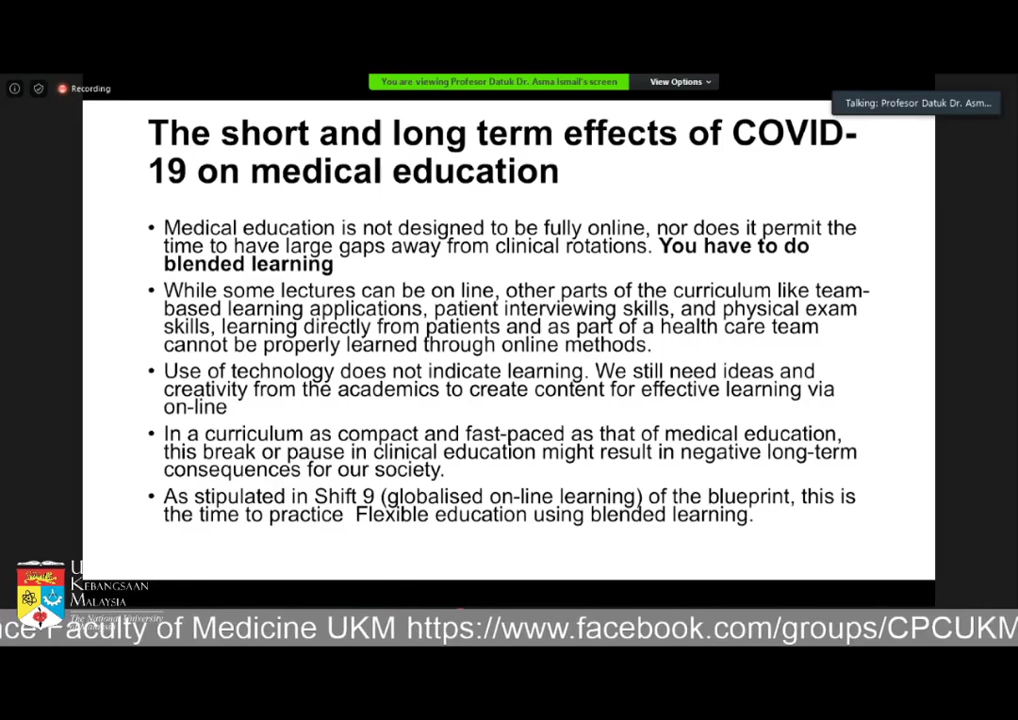 You are viewing Profesor Datuk Dr. Asma Ismail's screen
View Options
Recording
Talking: Profesor Datuk Dr. Asm...
The short and long term effects of COVID-
19 on medical education
• Medical education is not designed to be fully online, nor does it permit the
time to have large gaps away from clinical rotations. You have to do
blended learning
• While some lectures can be on line, other parts of the curriculum like team-
based learning applications, patient interviewing skills, and physical exam
skills, learning directly from patients and as part of a health care team
cannot be properly learned through online methods.
• Use of technology does not indicate learning. We still need ideas and
creativity from the academics to create content for effective learning via
on-line
• In a curriculum as compact and fast-paced as that of medical education,
this break or pause in clinical education might result in negative long-term
consequences for our society.
• As stipulated in Shift 9 (globalised on-line learning) of the blueprint, this is
the time to practice Flexible education using blended learning.
U
KEBANGSAAN
MALAYSIA
The National University
nce Faculty of Medicine UKM https://www.facebook.com/groups/CPCUKM